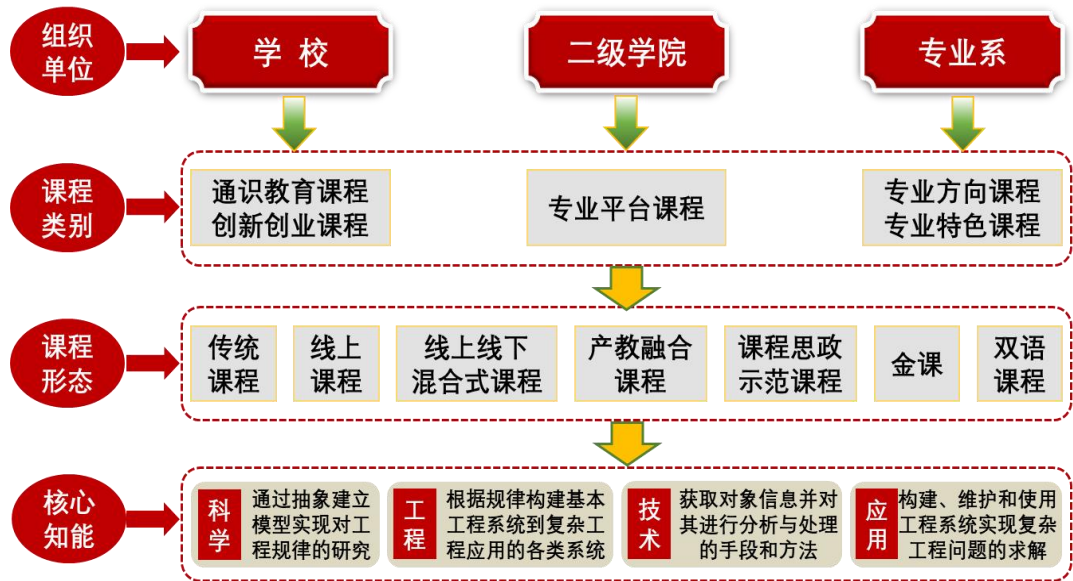 组织
单位
学 校
二级学院
专业系
课程
类别
通识教育课程
创新创业课程
专业平台课程
专业方向课程
专业特色课程
课程
形态
传统
课程
线上
课程
线上线下
混合式课程
产教融合
课程
课程思政
示范课程
金课
双语
课程
核心
知能
科
学
通过抽象建立
模型实现对工
程规律的研究
工
程
根据规律构建基本
工程系统到复杂工
程应用的各类系统
技
术
获取对象信息并对
其进行分析与处理
的手段和方法
应
用
构建、维护和使用
工程系统实现复杂
工程问题的求解